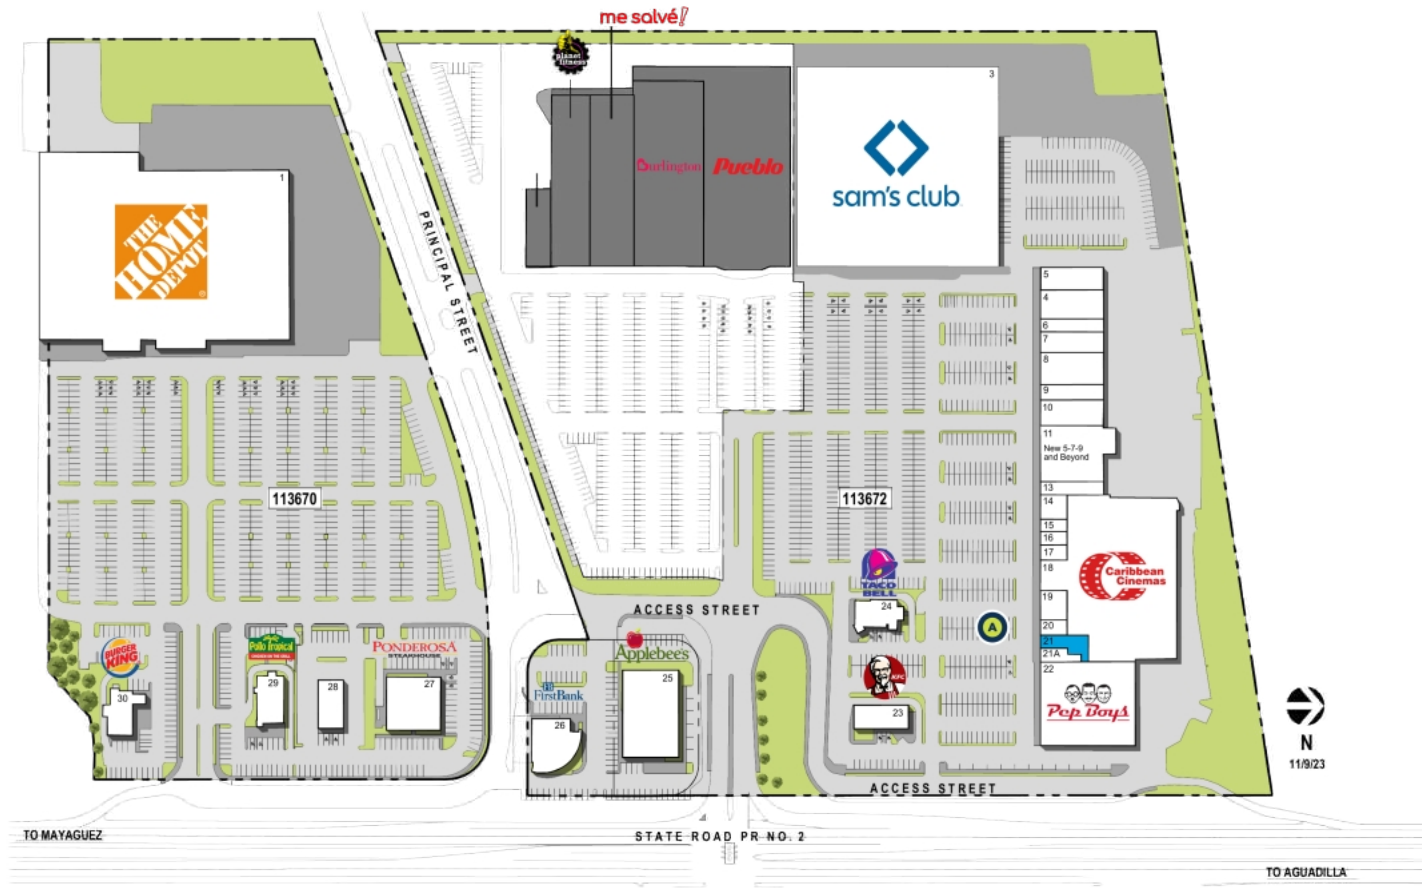 me salvé!
planet fitness
3
1
THE
HOME
DEPOT
Burlington
Pueblo
sam's club
PRINCIPAL STREET
5
4
6
7
8
9
10
11
New 5-7-9
and Beyond
13
14
15
16
17
18
19
20
21
21A
22
113670
113672
Caribbean
Cinemas
TACO
BELL
24
ACCESS STREET
A
BURGER
KING
Pollo Tropical
PONDEROSA
STEAKHOUSE
Applebee's
FirstBank
KFC
Pep Boys
30
29
28
27
26
25
23
N
11/9/23
ACCESS STREET
TO MAYAGUEZ
STATE ROAD PR NO. 2
TO AGUADILLA